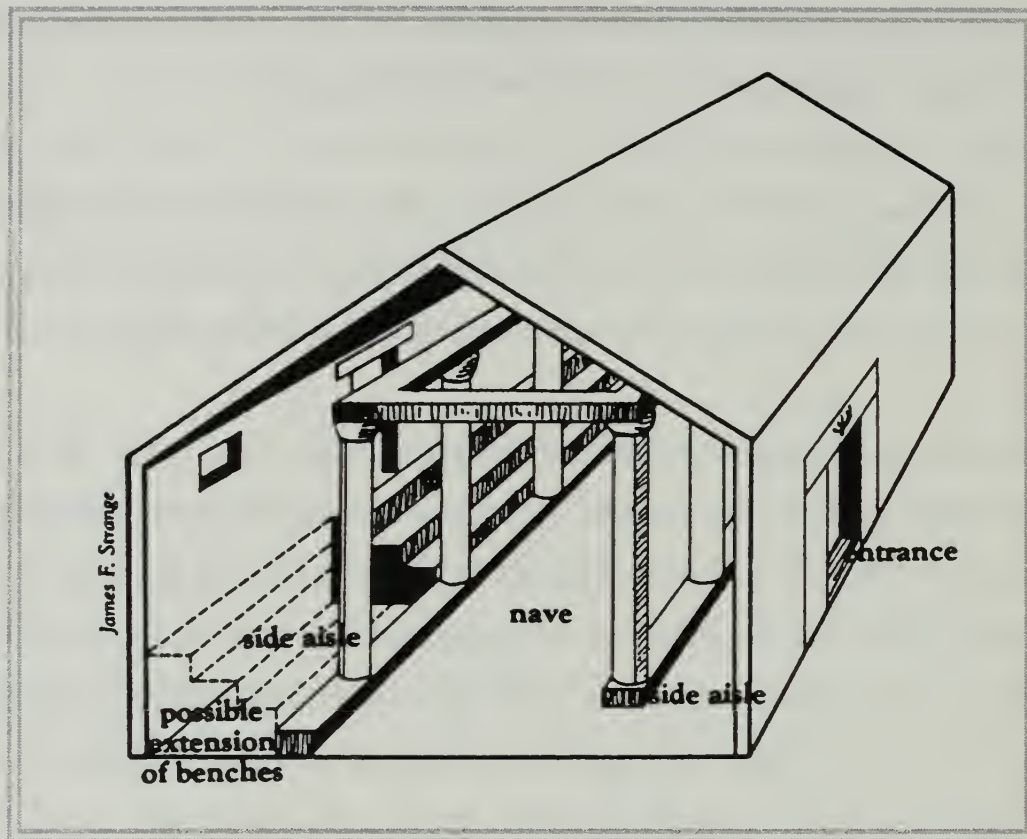 James F. Strange
entrance
nave
side aisle
side aisle
possible
extension
of benches